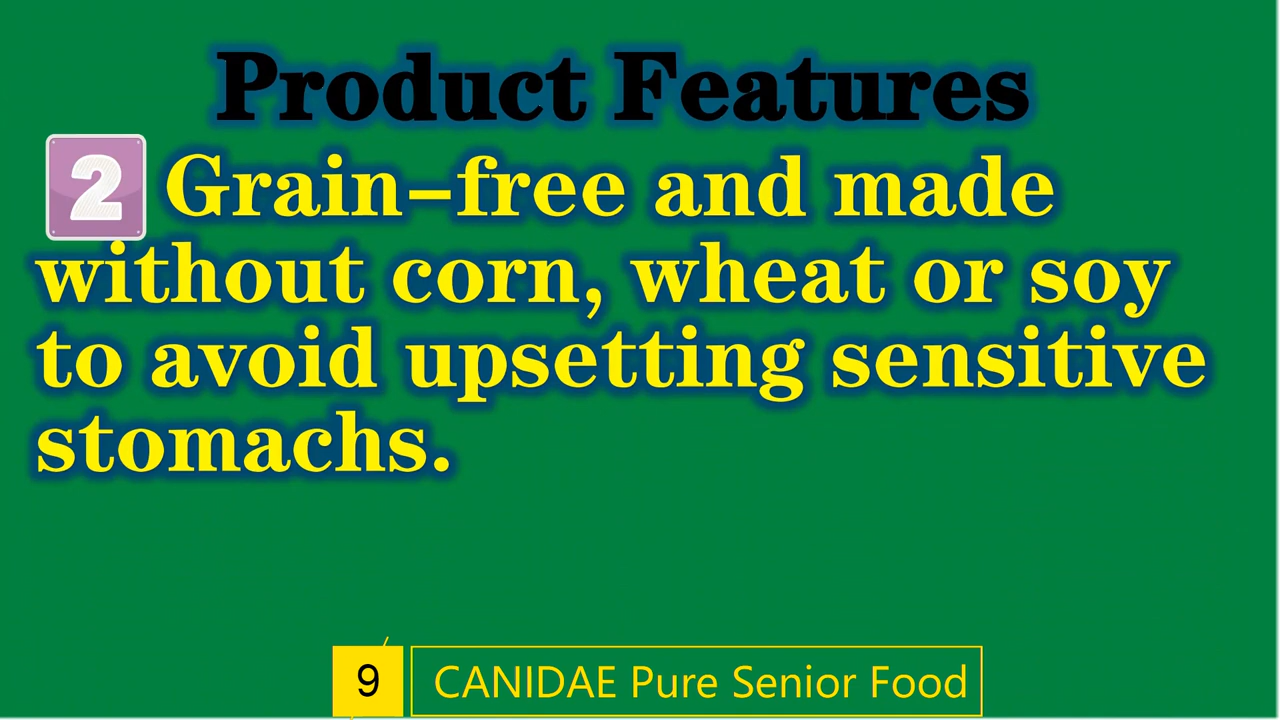 Product Features
2 Grain–free and made
without corn, wheat or soy
to avoid upsetting sensitive
stomachs.
9 CANIDAE Pure Senior Food